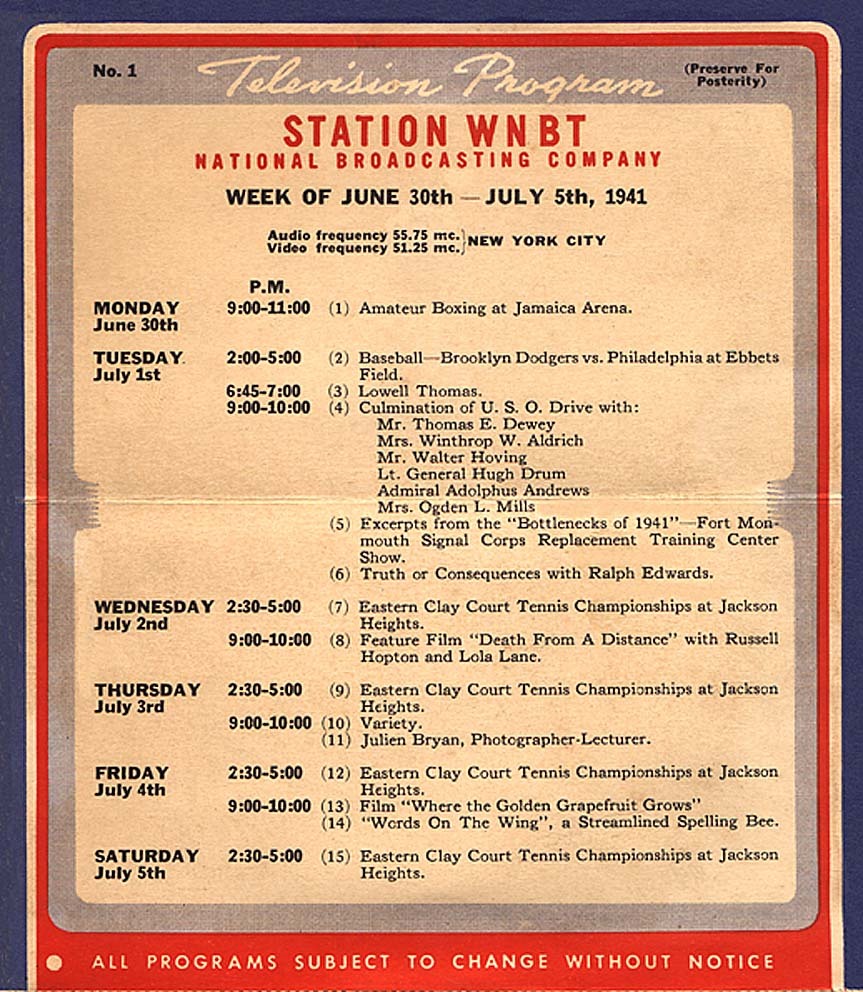 No. 1
Television Program
(Preserve For
Posterity)
STATION WNBT
NATIONAL BROADCASTING COMPANY
WEEK OF JUNE 30th — JULY 5th, 1941
Audio frequency 55.75 mc.
Video frequency 51.25 mc. } NEW YORK CITY
P.M.
MONDAY 9:00-11:00 (1) Amateur Boxing at Jamaica Arena.
June 30th
TUESDAY 2:00-5:00 (2) Baseball—Brooklyn Dodgers vs. Philadelphia at Ebbets
July 1st Field.
6:45-7:00 (3) Lowell Thomas.
9:00-10:00 (4) Culmination of U. S. O. Drive with:
Mr. Thomas E. Dewey
Mrs. Winthrop W. Aldrich
Mr. Walter Hoving
Lt. General Hugh Drum
Admiral Adolphus Andrews
Mrs. Ogden L. Mills
(5) Excerpts from the "Bottlenecks of 1941"—Fort Mon-
mouth Signal Corps Replacement Training Center
Show.
(6) Truth or Consequences with Ralph Edwards.
WEDNESDAY 2:30-5:00 (7) Eastern Clay Court Tennis Championships at Jackson
July 2nd Heights.
9:00-10:00 (8) Feature Film "Death From A Distance" with Russell
Hopton and Lola Lane.
THURSDAY 2:30-5:00 (9) Eastern Clay Court Tennis Championships at Jackson
July 3rd Heights.
9:00-10:00 (10) Variety.
(11) Julien Bryan, Photographer-Lecturer.
FRIDAY 2:30-5:00 (12) Eastern Clay Court Tennis Championships at Jackson
July 4th Heights.
9:00-10:00 (13) Film "Where the Golden Grapefruit Grows"
(14) "Words On The Wing", a Streamlined Spelling Bee.
SATURDAY 2:30-5:00 (15) Eastern Clay Court Tennis Championships at Jackson
July 5th Heights.
ALL PROGRAMS SUBJECT TO CHANGE WITHOUT NOTICE